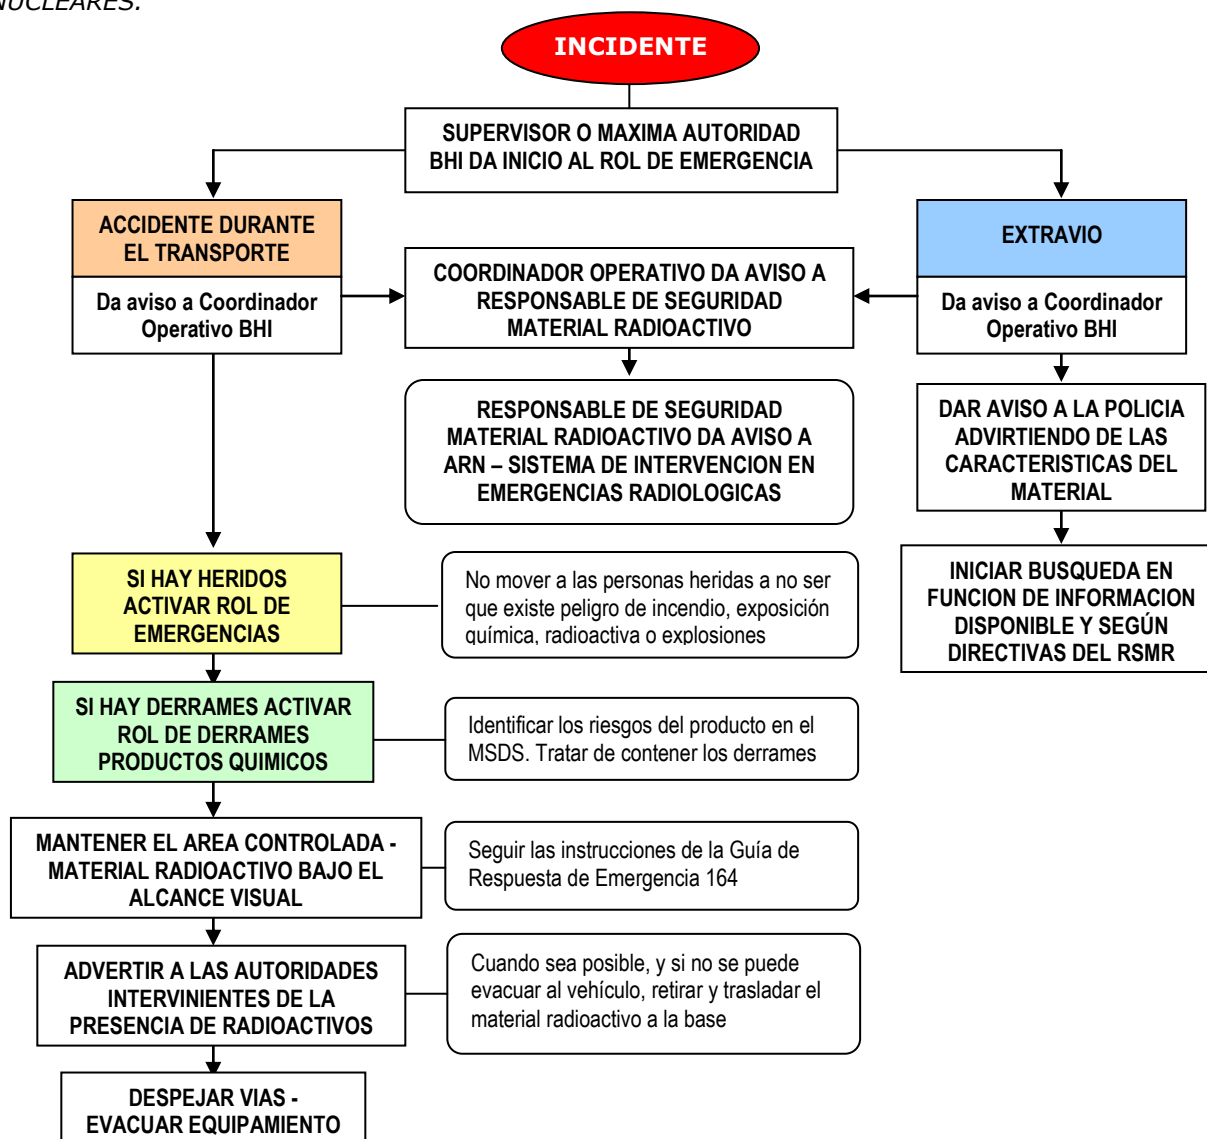 NUCLEARES.
INCIDENTE
SUPERVISOR O MAXIMA AUTORIDAD
BHI DA INICIO AL ROL DE EMERGENCIA
ACCIDENTE DURANTE
EL TRANSPORTE
Da aviso a Coordinador
Operativo BHI
COORDINADOR OPERATIVO DA AVISO A
RESPONSABLE DE SEGURIDAD
MATERIAL RADIOACTIVO
EXTRAVIO
Da aviso a Coordinador
Operativo BHI
RESPONSABLE DE SEGURIDAD
MATERIAL RADIOACTIVO DA AVISO A
ARN – SISTEMA DE INTERVENCION EN
EMERGENCIAS RADIOLOGICAS
DAR AVISO A LA POLICIA
ADVIRTIENDO DE LAS
CARACTERISTICAS DEL
MATERIAL
INICIAR BUSQUEDA EN
FUNCION DE INFORMACION
DISPONIBLE Y SEGÚN
DIRECTIVAS DEL RSMR
SI HAY HERIDOS
ACTIVAR ROL DE
EMERGENCIAS
No mover a las personas heridas a no ser
que existe peligro de incendio, exposición
química, radioactiva o explosiones
SI HAY DERRAMES ACTIVAR
ROL DE DERRAMES
PRODUCTOS QUIMICOS
Identificar los riesgos del producto en el
MSDS. Tratar de contener los derrames
MANTENER EL AREA CONTROLADA -
MATERIAL RADIOACTIVO BAJO EL
ALCANCE VISUAL
Seguir las instrucciones de la Guía de
Respuesta de Emergencia 164
ADVERTIR A LAS AUTORIDADES
INTERVINIENTES DE LA
PRESENCIA DE RADIOACTIVOS
Cuando sea posible, y si no se puede
evacuar al vehículo, retirar y trasladar el
material radioactivo a la base
DESPEJAR VIAS -
EVACUAR EQUIPAMIENTO